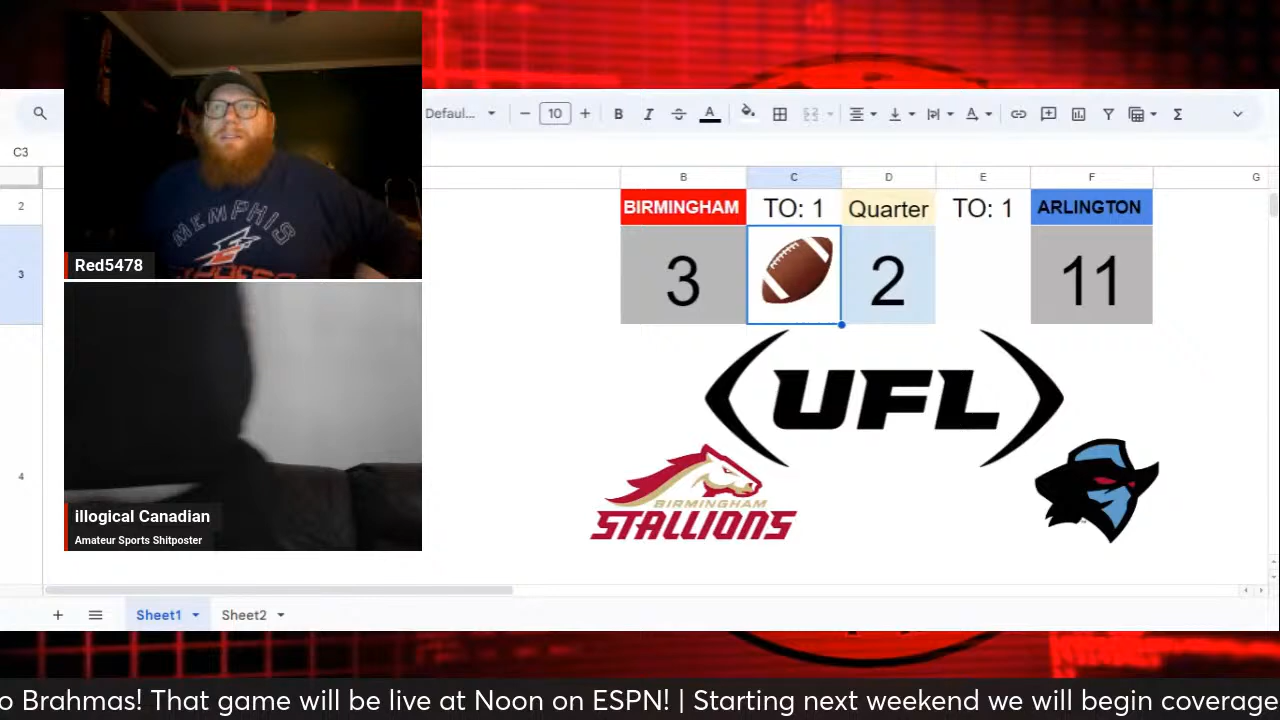 Defaul...
10
B
I
A
C3
B
C
D
E
F
G
2
BIRMINGHAM
TO: 1
Quarter
TO: 1
ARLINGTON
3
3
2
11
4
MEMPHIS
Red5478
UFL
BIRMINGHAM
STALLIONS
illogical Canadian
Amateur Sports Shitposter
Sheet1
Sheet2
o Brahmas! That game will be live at Noon on ESPN! | Starting next weekend we will begin coverage